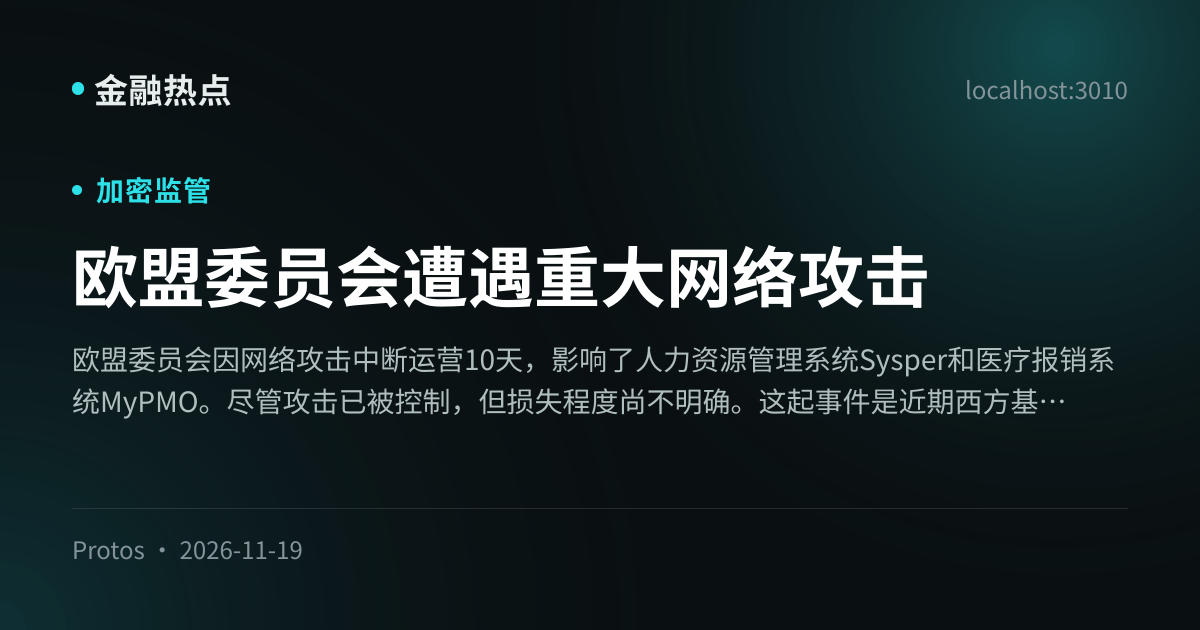 金融热点
localhost:3010
加密监管
欧盟委员会遭遇重大网络攻击
欧盟委员会因网络攻击中断运营10天，影响了人力资源管理系统Sysper和医疗报销系
统MyPMO。尽管攻击已被控制，但损失程度尚不明确。这起事件是近期西方基…
Protos · 2026-11-19